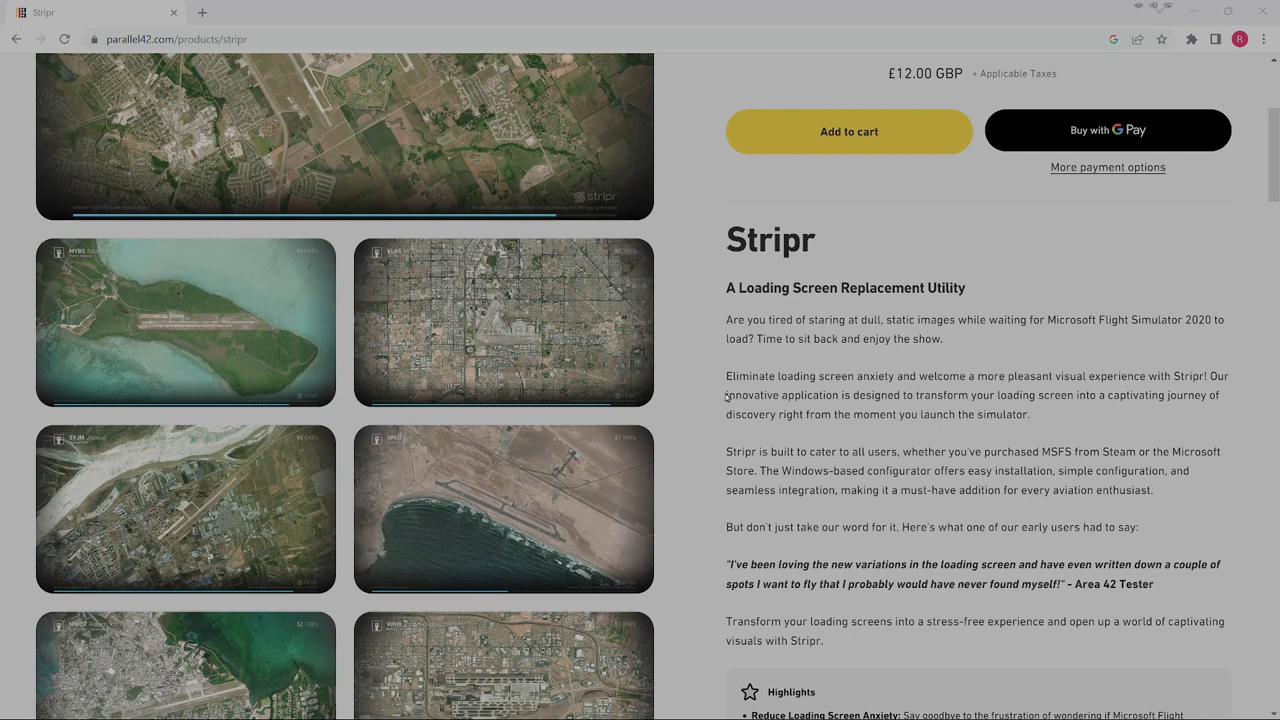 Stripr
parallel42.com/products/stripr
R
£12.00 GBP + Applicable Taxes
Add to cart
Buy with G Pay
More payment options
stripr
Stripr
A Loading Screen Replacement Utility
Are you tired of staring at dull, static images while waiting for Microsoft Flight Simulator 2020 to
load? Time to sit back and enjoy the show.
Eliminate loading screen anxiety and welcome a more pleasant visual experience with Stripr! Our
innovative application is designed to transform your loading screen into a captivating journey of
discovery right from the moment you launch the simulator.
Stripr is built to cater to all users, whether you've purchased MSFS from Steam or the Microsoft
Store. The Windows-based configurator offers easy installation, simple configuration, and
seamless integration, making it a must-have addition for every aviation enthusiast.
But don't just take our word for it. Here's what one of our early users had to say:
"I've been loving the new variations in the loading screen and have even written down a couple of
spots I want to fly that I probably would have never found myself!" - Area 42 Tester
Transform your loading screens into a stress-free experience and open up a world of captivating
visuals with Stripr.
Highlights
• Reduce Loading Screen Anxiety: Say goodbye to the frustration of wondering if Microsoft Flight
MYBS
KLAS
ZYJM
KPHX